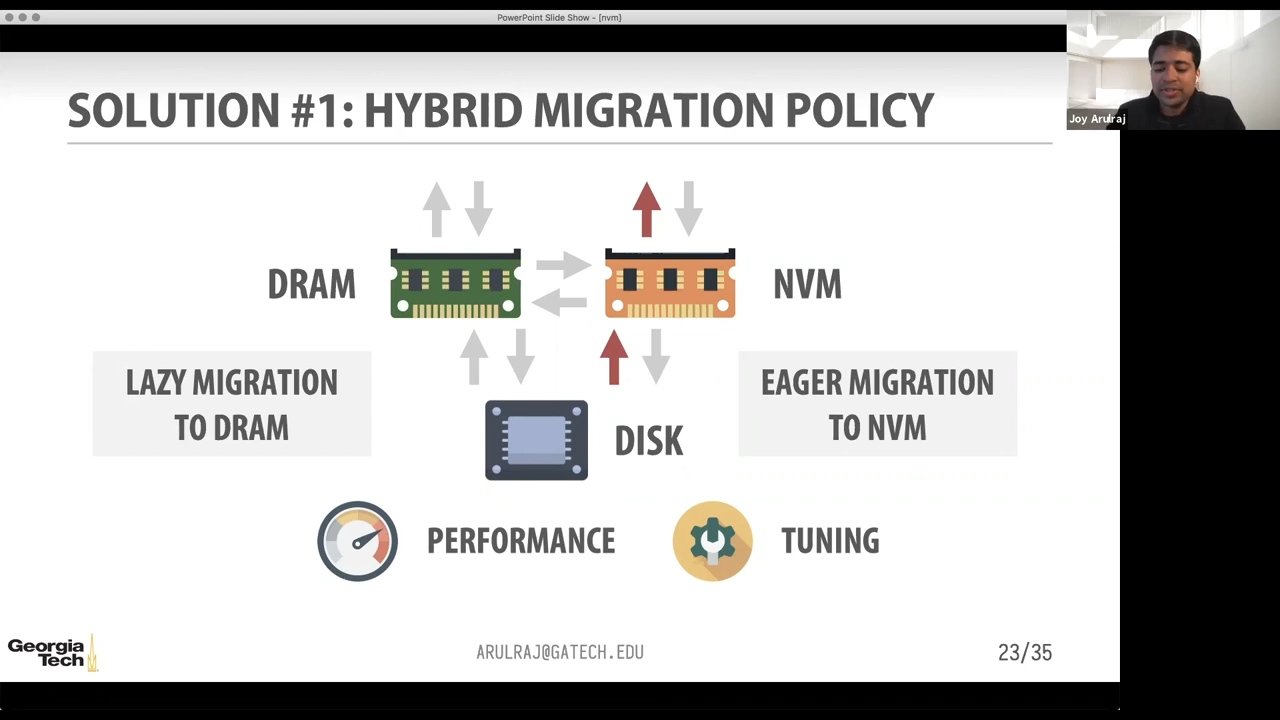 PowerPoint Slide Show - [nvm]
SOLUTION #1: HYBRID MIGRATION POLICY
Joy Arulraj
DRAM
NVM
LAZY MIGRATION
TO DRAM
EAGER MIGRATION
TO NVM
DISK
PERFORMANCE
TUNING
Georgia
Tech
ARULRAJ@GATECH.EDU
23/35